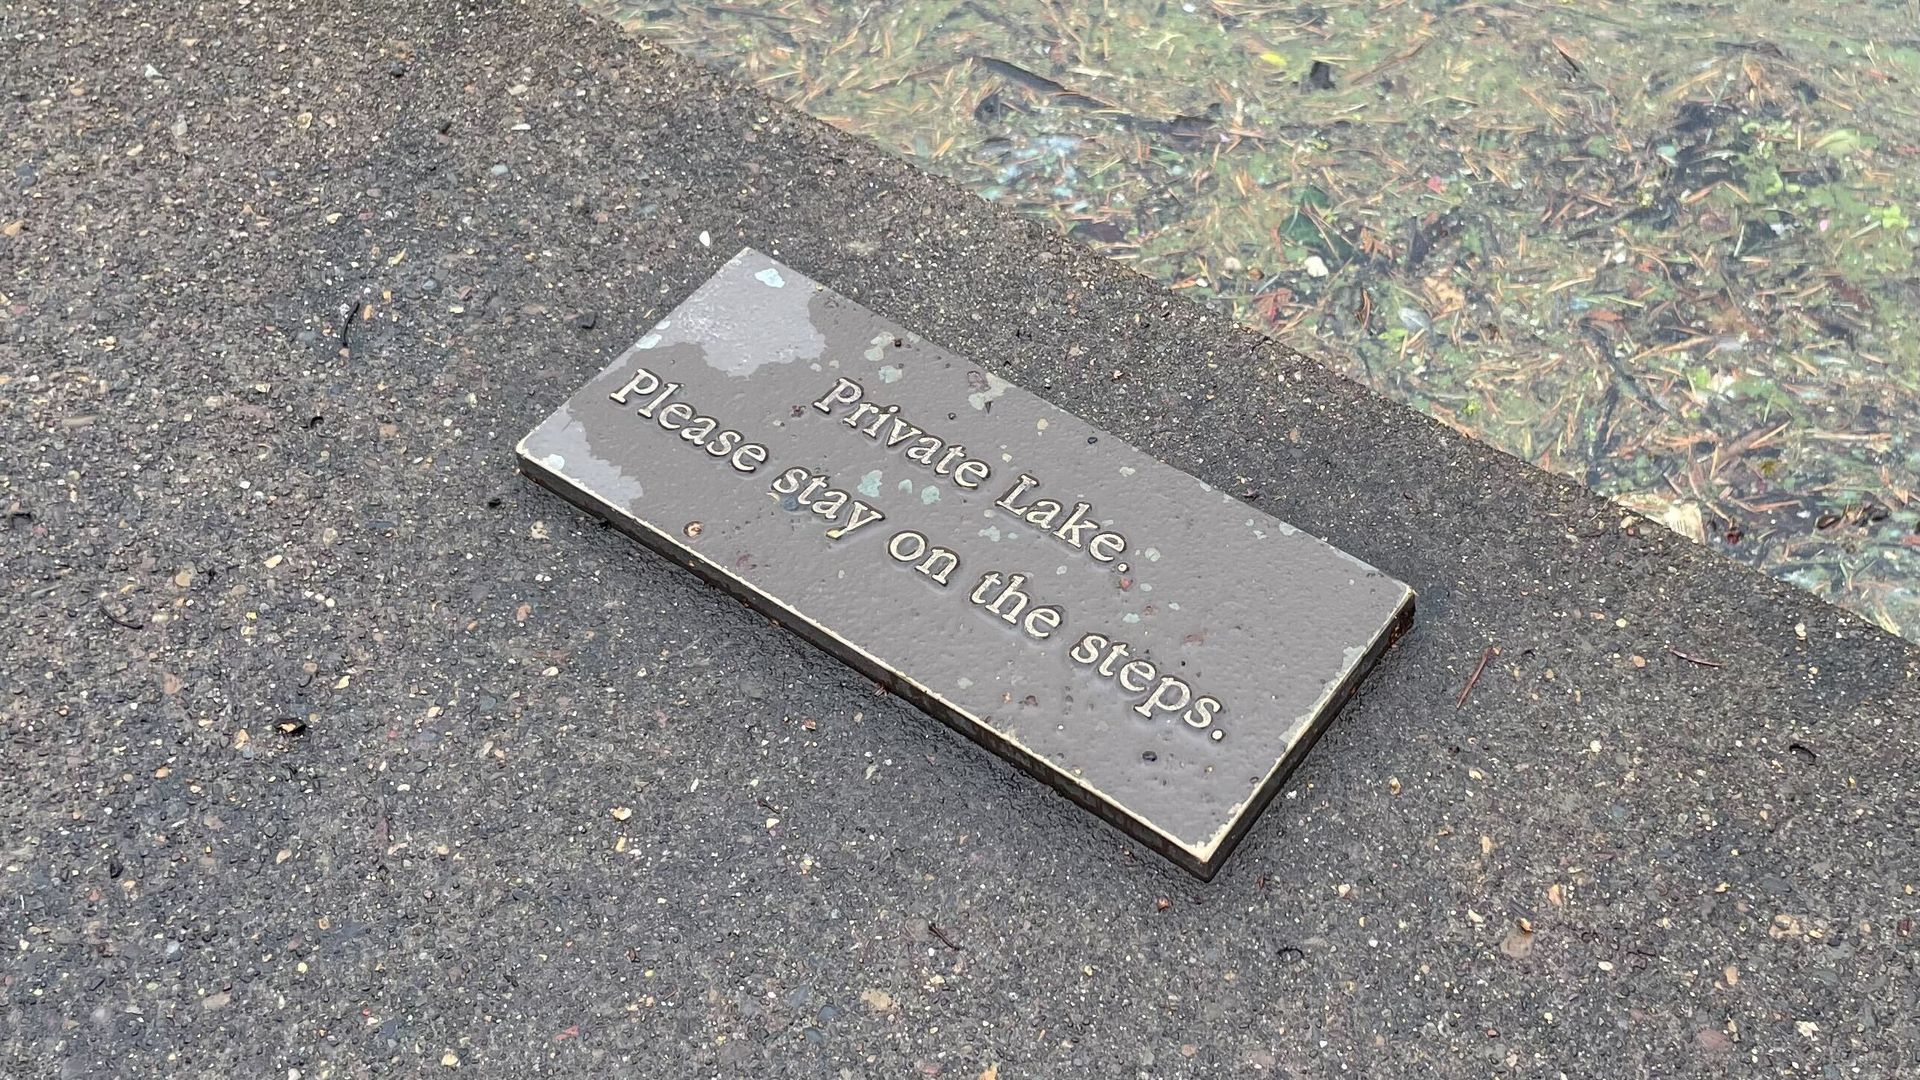 Private Lake.
Please stay on the steps.